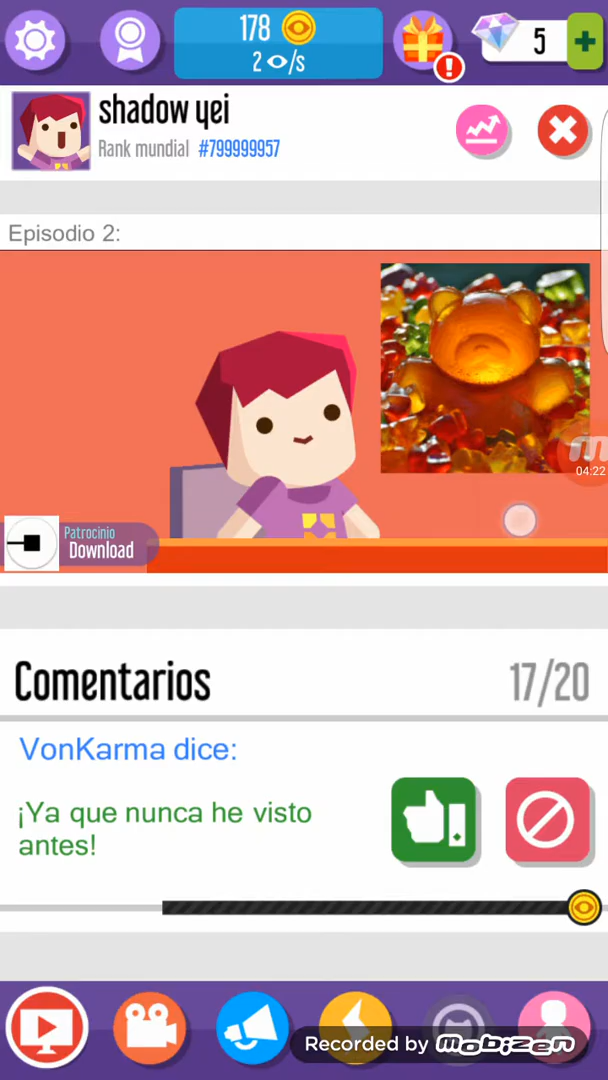 178
2 /s
5
+
!
shadow yei
Rank mundial #799999957
Episodio 2:
04:22
Patrocinio
Download
Comentarios 17/20
VonKarma dice:
¡Ya que nunca he visto
antes!
Recorded by mobizen